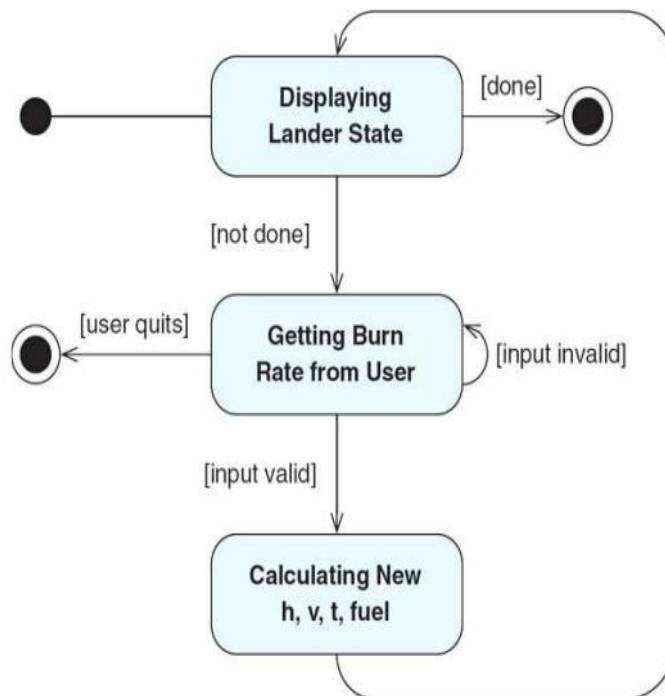 Displaying
Lander State
[done]
[not done]
[user quits]
Getting Burn
Rate from User
[input invalid]
[input valid]
Calculating New
h, v, t, fuel